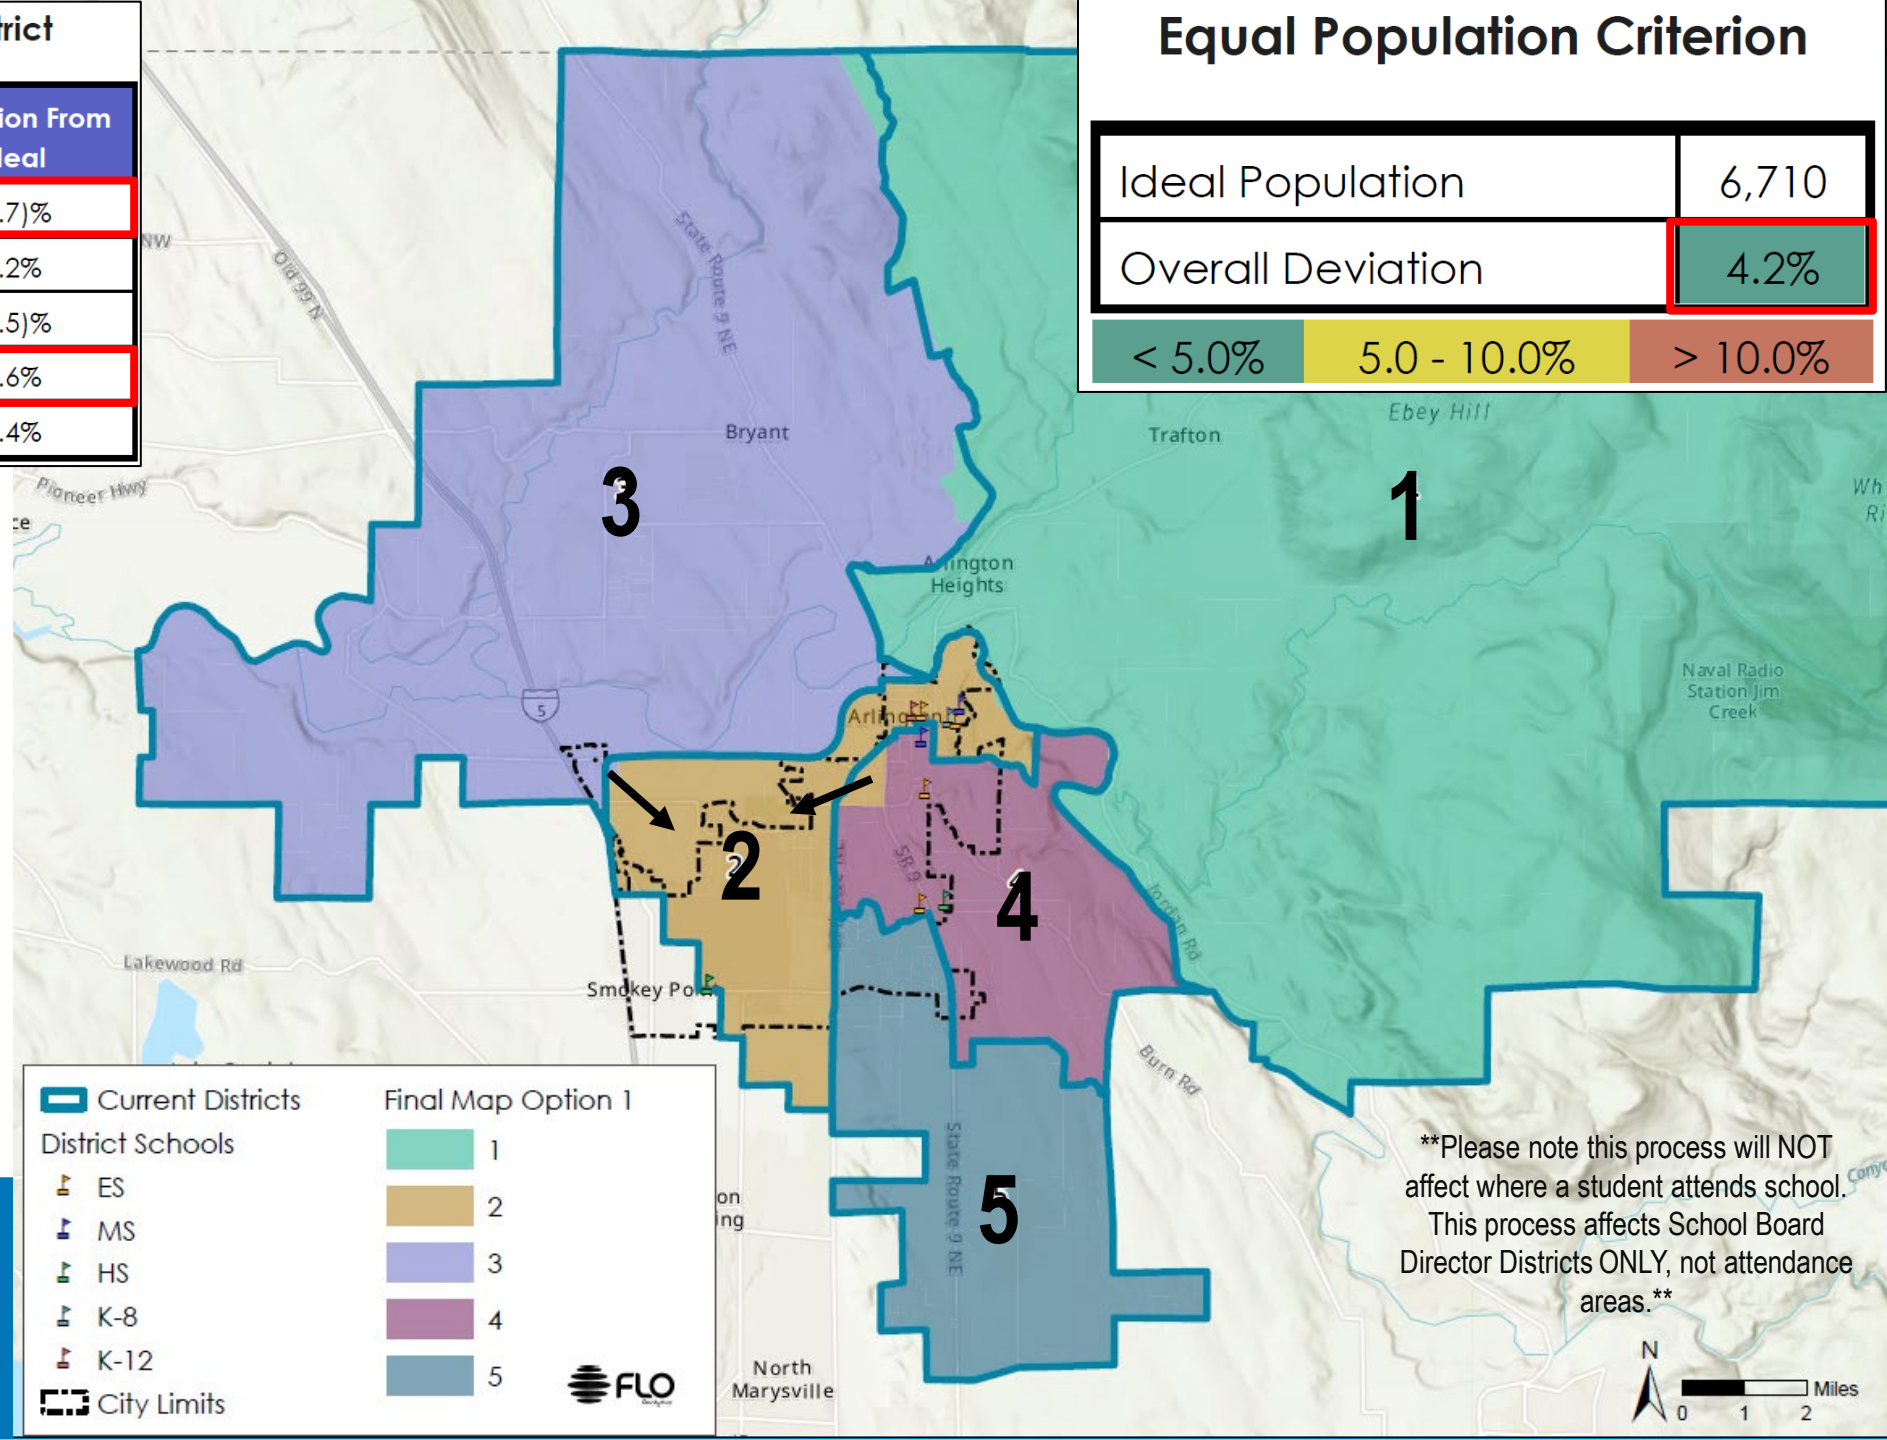 Equal Population Criterion
Ideal Population 6,710
Overall Deviation 4.2%
< 5.0% 5.0 - 10.0% > 10.0%
.7)%
.2%
.5)%
.6%
.4%
NW
Old 99 N
State Route 9 NE
Bryant
Trafton
Ebey Hill
Pioneer Hwy
3
1
Arlington
Heights
Naval Radio
Station Jim
Creek
5
Arlington
2
4
SR 9
Jordan Rd
Lakewood Rd
Smokey Point
Burn Rd
State Route 9 NE
5
North
Marysville
Current Districts
District Schools
ES
MS
HS
K-8
K-12
City Limits
Final Map Option 1
1
2
3
4
5
FLO
**Please note this process will NOT
affect where a student attends school.
This process affects School Board
Director Districts ONLY, not attendance
areas.**
N
Miles
0 1 2